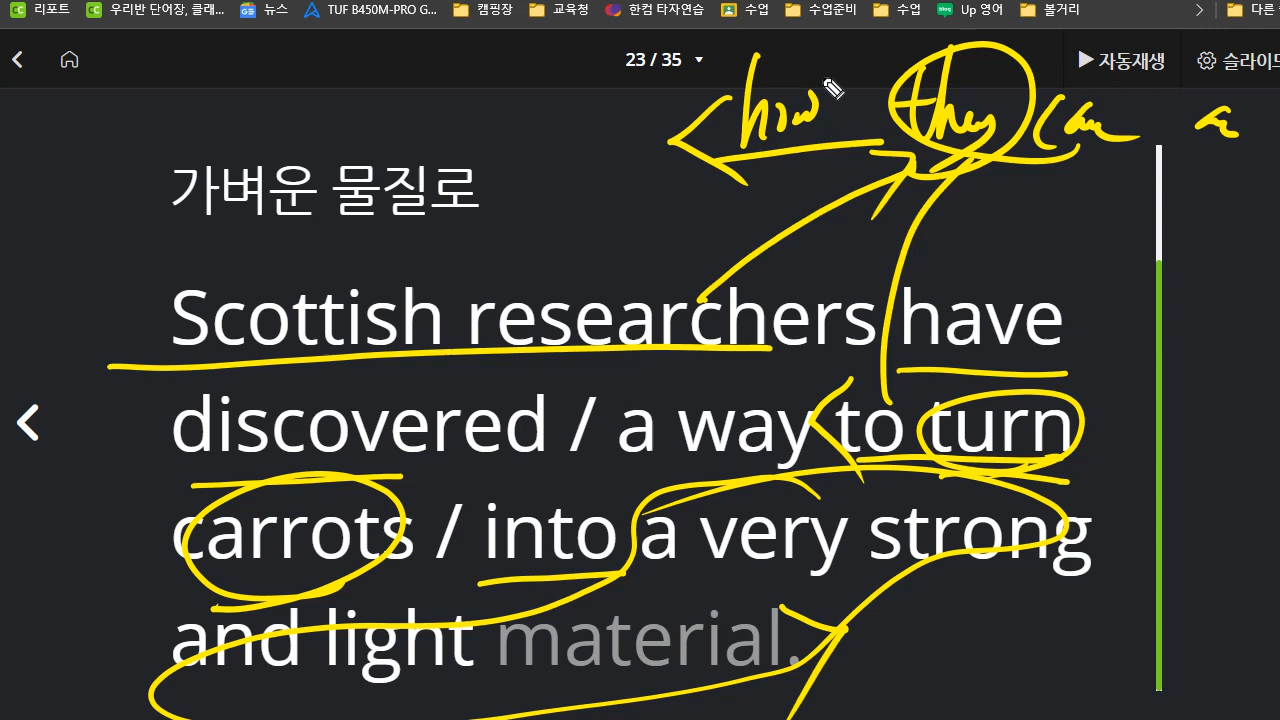 리포트 우리반 단어장, 클래... 뉴스 TUF B450M-PRO G... 캠핑장 교육청 한컴 타자연습 수업 수업준비 수업 Up 영어 볼거리 다른
23 / 35 자동재생 슬라이드
how they can
가벼운 물질로
Scottish researchers have
discovered / a way to turn
carrots / into a very strong
and light material.